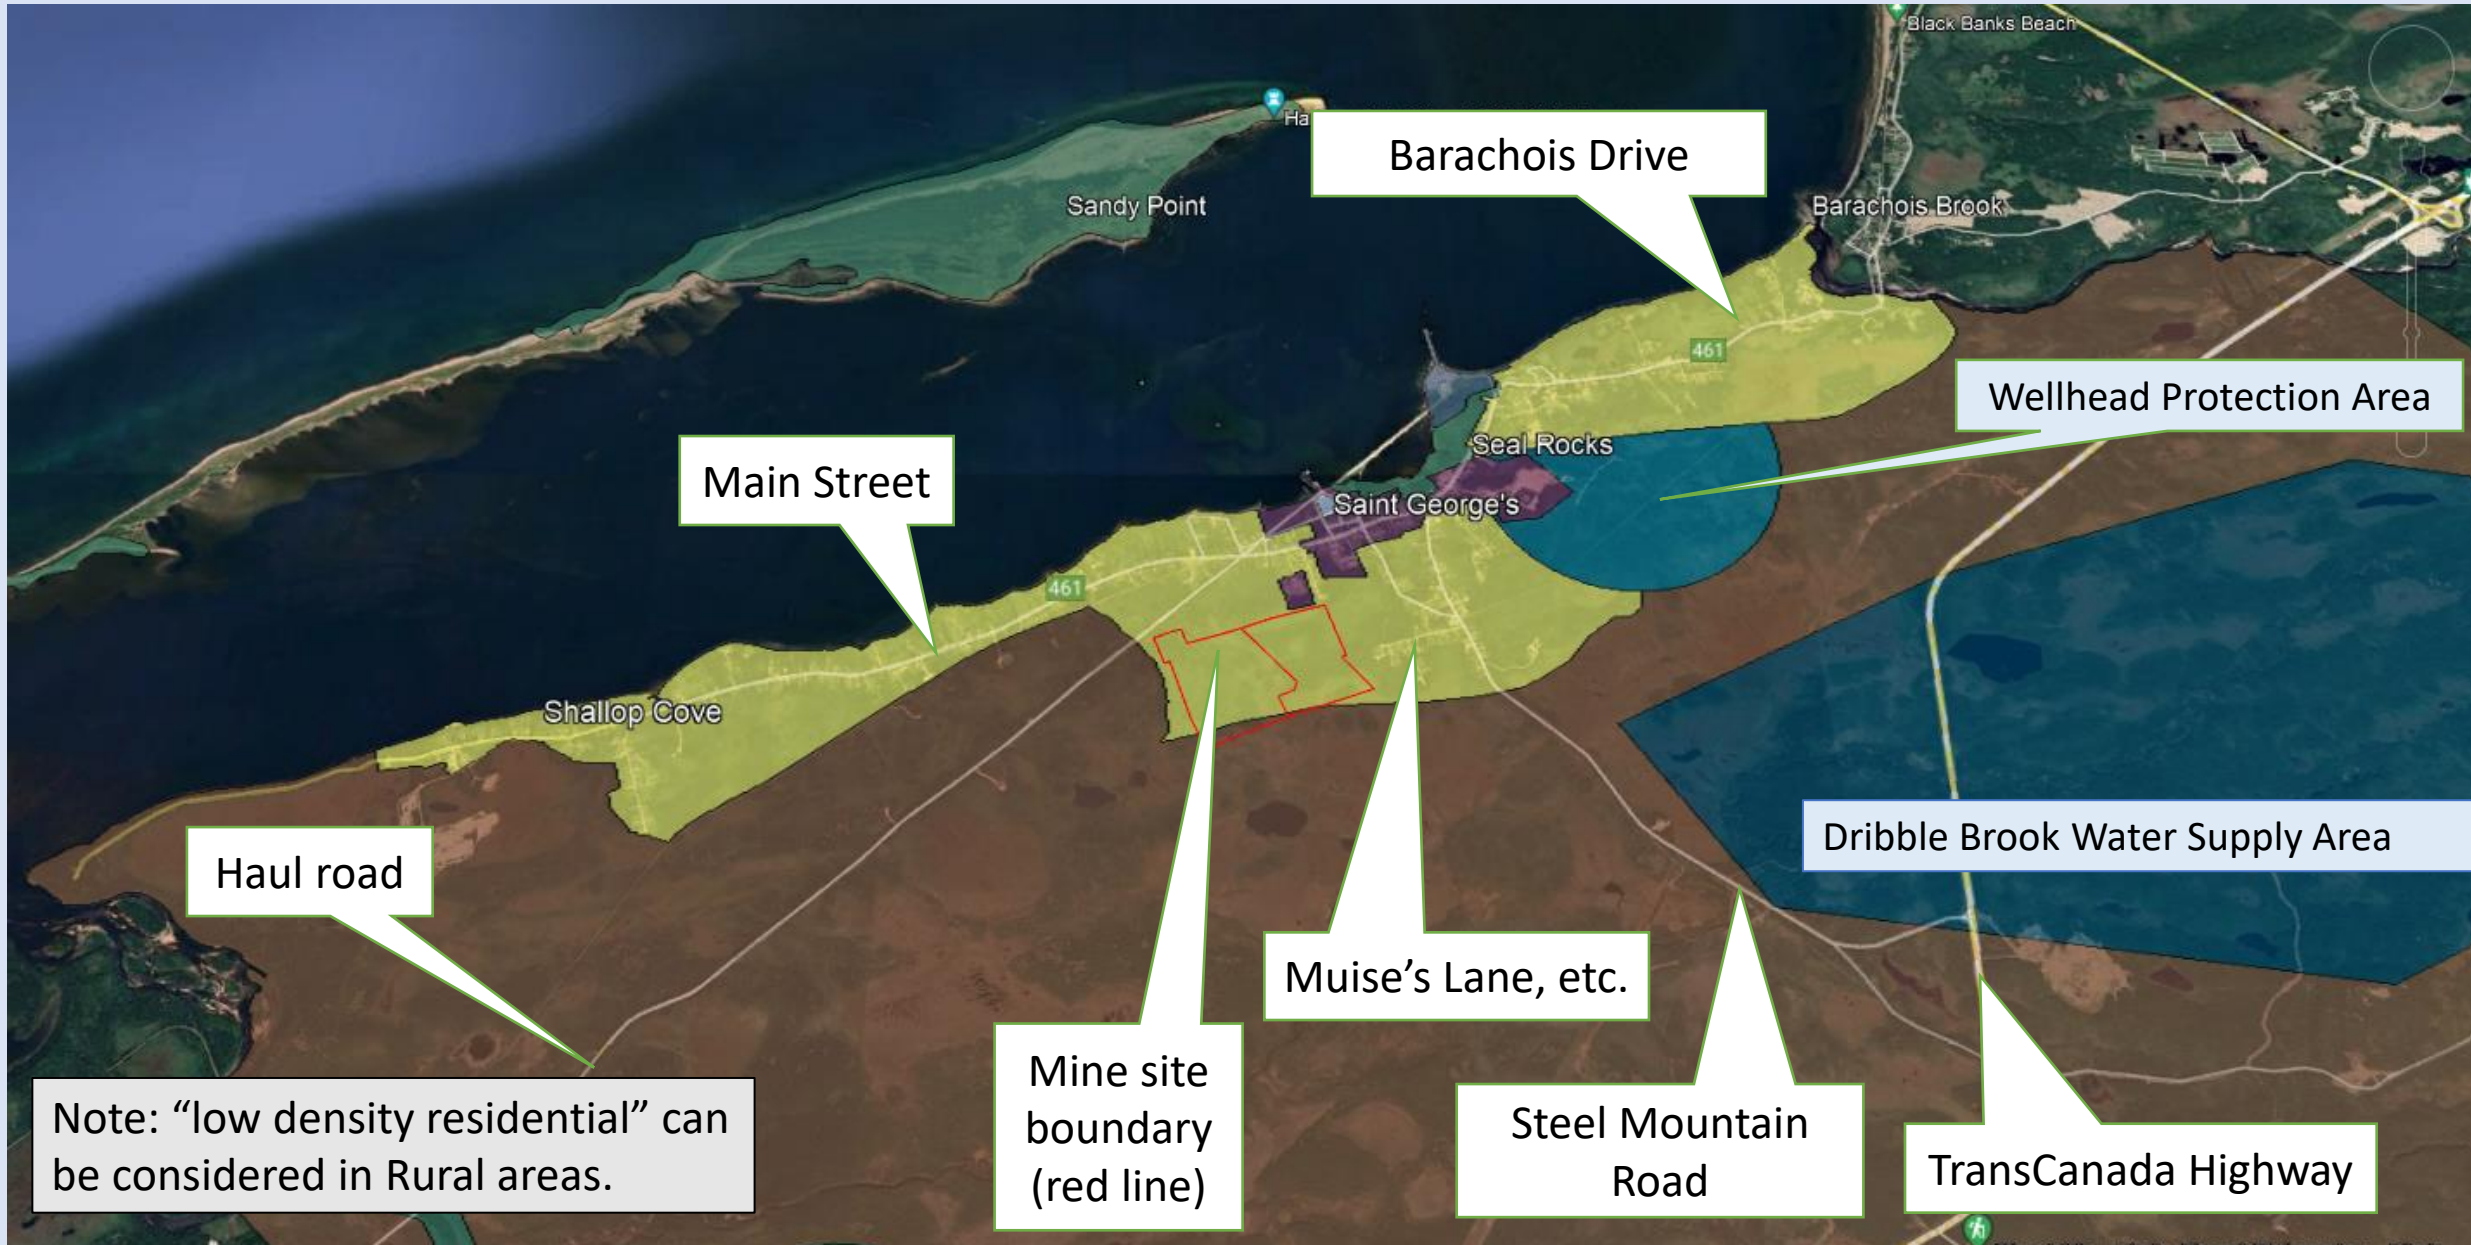 Black Banks Beach
Ha
Barachois Drive
Sandy Point
Barachois Brook
461
Wellhead Protection Area
Main Street
Seal Rocks
Saint George's
461
Shallop Cove
Dribble Brook Water Supply Area
Haul road
Muise’s Lane, etc.
Mine site
boundary
(red line)
Steel Mountain
Road
TransCanada Highway
Note: “low density residential” can
be considered in Rural areas.